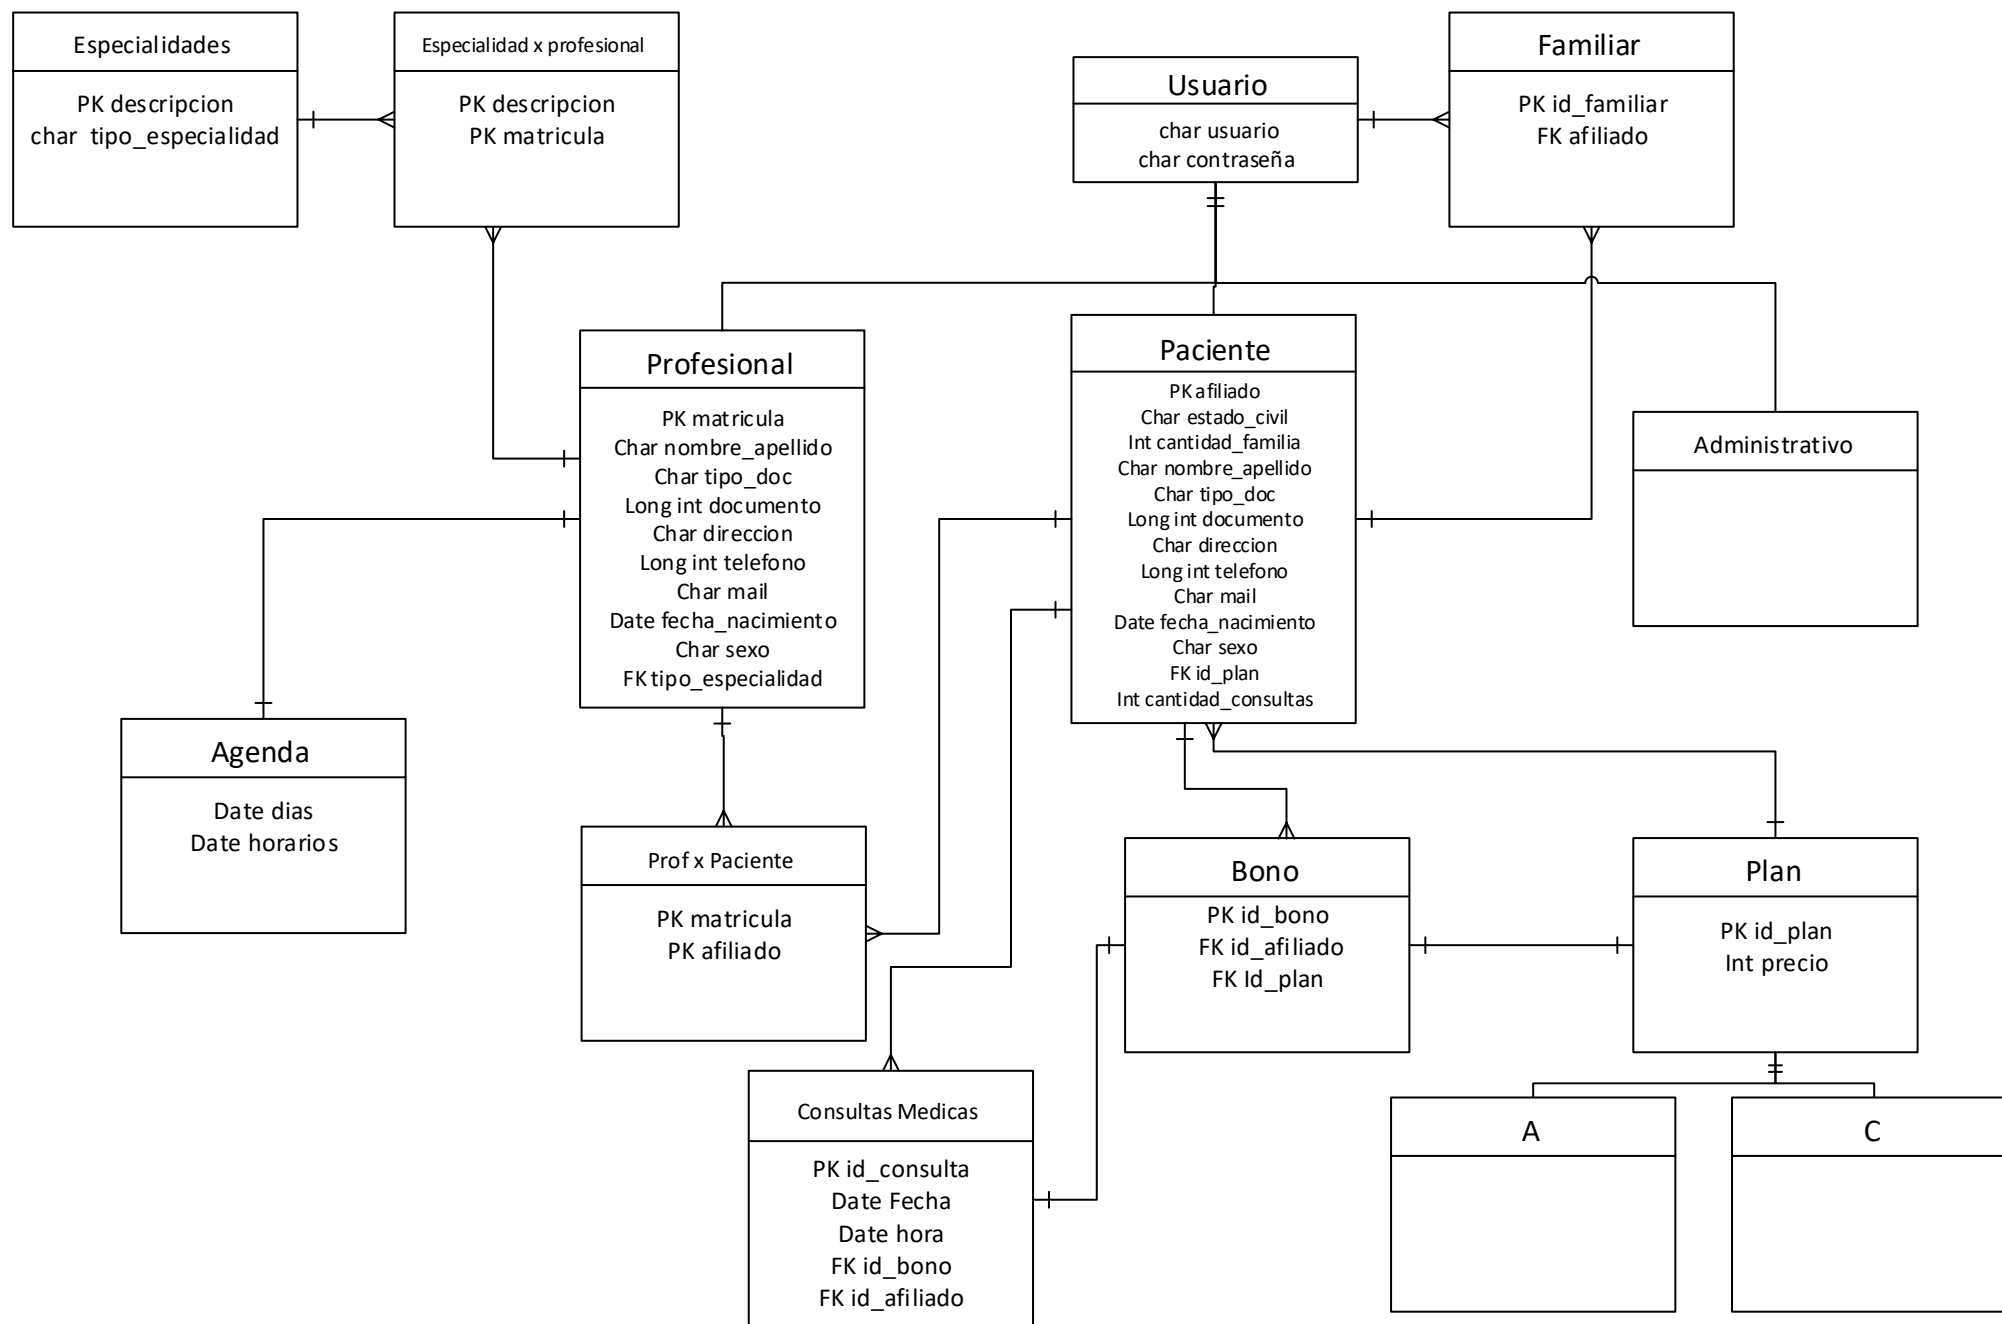 Especialidades
PK descripcion
char tipo_especialidad
Especialidad x profesional
PK descripcion
PK matricula
Usuario
char usuario
char contraseña
Familiar
PK id_familiar
FK afiliado
Profesional
PK matricula
Char nombre_apellido
Char tipo_doc
Long int documento
Char direccion
Long int telefono
Char mail
Date fecha_nacimiento
Char sexo
FK tipo_especialidad
Paciente
PK afiliado
Char estado_civil
Int cantidad_familia
Char nombre_apellido
Char tipo_doc
Long int documento
Char direccion
Long int telefono
Char mail
Date fecha_nacimiento
Char sexo
FK id_plan
Int cantidad_consultas
Administrativo
Agenda
Date dias
Date horarios
Prof x Paciente
PK matricula
PK afiliado
Bono
PK id_bono
FK id_afiliado
FK Id_plan
Plan
PK id_plan
Int precio
Consultas Medicas
PK id_consulta
Date Fecha
Date hora
FK id_bono
FK id_afiliado
A
C